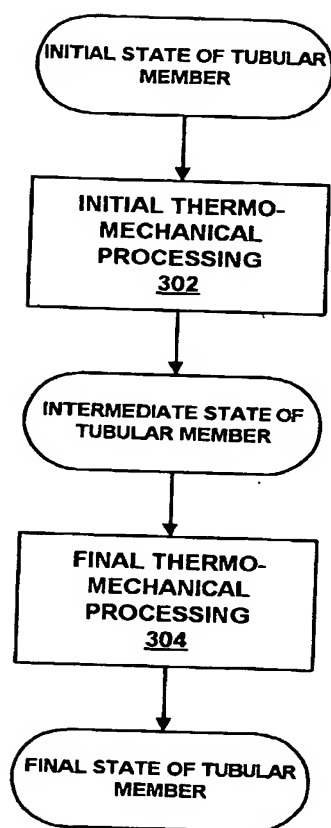 INITIAL STATE OF TUBULAR
MEMBER
INITIAL THERMO-
MECHANICAL
PROCESSING
302
INTERMEDIATE STATE OF
TUBULAR MEMBER
FINAL THERMO-
MECHANICAL
PROCESSING
304
FINAL STATE OF TUBULAR
MEMBER